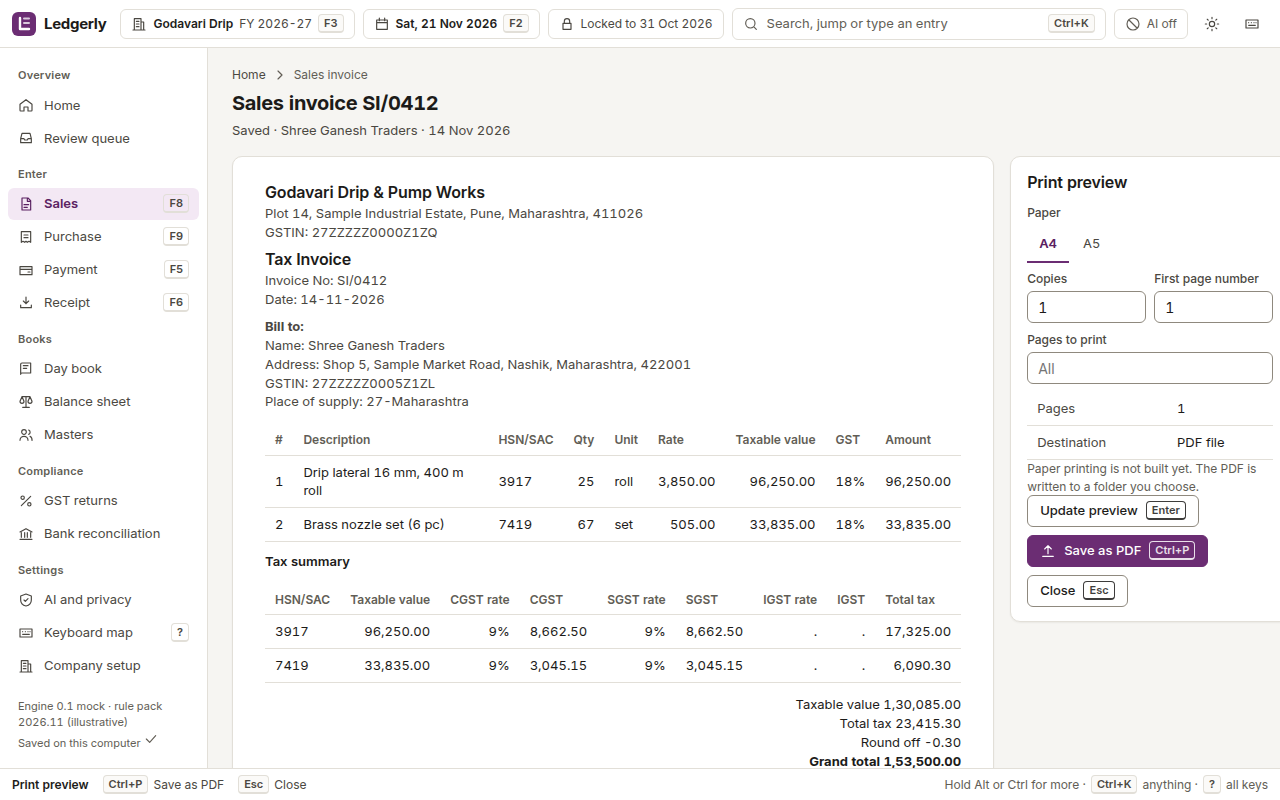 Ledgerly
Godavari Drip FY 2026-27 F3
Sat, 21 Nov 2026 F2
Locked to 31 Oct 2026
Search, jump or type an entry Ctrl+K
AI off
Overview
Home
Review queue
Enter
Sales F8
Purchase F9
Payment F5
Receipt F6
Books
Day book
Balance sheet
Masters
Compliance
GST returns
Bank reconciliation
Settings
AI and privacy
Keyboard map ?
Company setup
Engine 0.1 mock · rule pack
2026.11 (illustrative)
Saved on this computer
Home Sales invoice
Sales invoice SI/0412
Saved · Shree Ganesh Traders · 14 Nov 2026
Godavari Drip & Pump Works
Plot 14, Sample Industrial Estate, Pune, Maharashtra, 411026
GSTIN: 27ZZZZZ0000Z1ZQ
Tax Invoice
Invoice No: SI/0412
Date: 14-11-2026
Bill to:
Name: Shree Ganesh Traders
Address: Shop 5, Sample Market Road, Nashik, Maharashtra, 422001
GSTIN: 27ZZZZZ0005Z1ZL
Place of supply: 27-Maharashtra
# Description HSN/SAC Qty Unit Rate Taxable value GST Amount
1 Drip lateral 16 mm, 400 m roll 3917 25 roll 3,850.00 96,250.00 18% 96,250.00
2 Brass nozzle set (6 pc) 7419 67 set 505.00 33,835.00 18% 33,835.00
Tax summary
HSN/SAC Taxable value CGST rate CGST SGST rate SGST IGST rate IGST Total tax
3917 96,250.00 9% 8,662.50 9% 8,662.50 . . 17,325.00
7419 33,835.00 9% 3,045.15 9% 3,045.15 . . 6,090.30
Taxable value 1,30,085.00
Total tax 23,415.30
Round off -0.30
Grand total 1,53,500.00
Print preview
Paper
A4 A5
Copies First page number
1 1
Pages to print
All
Pages 1
Destination PDF file
Paper printing is not built yet. The PDF is
written to a folder you choose.
Update preview Enter
Save as PDF Ctrl+P
Close Esc
Print preview Ctrl+P Save as PDF Esc Close
Hold Alt or Ctrl for more · Ctrl+K anything · ? all keys